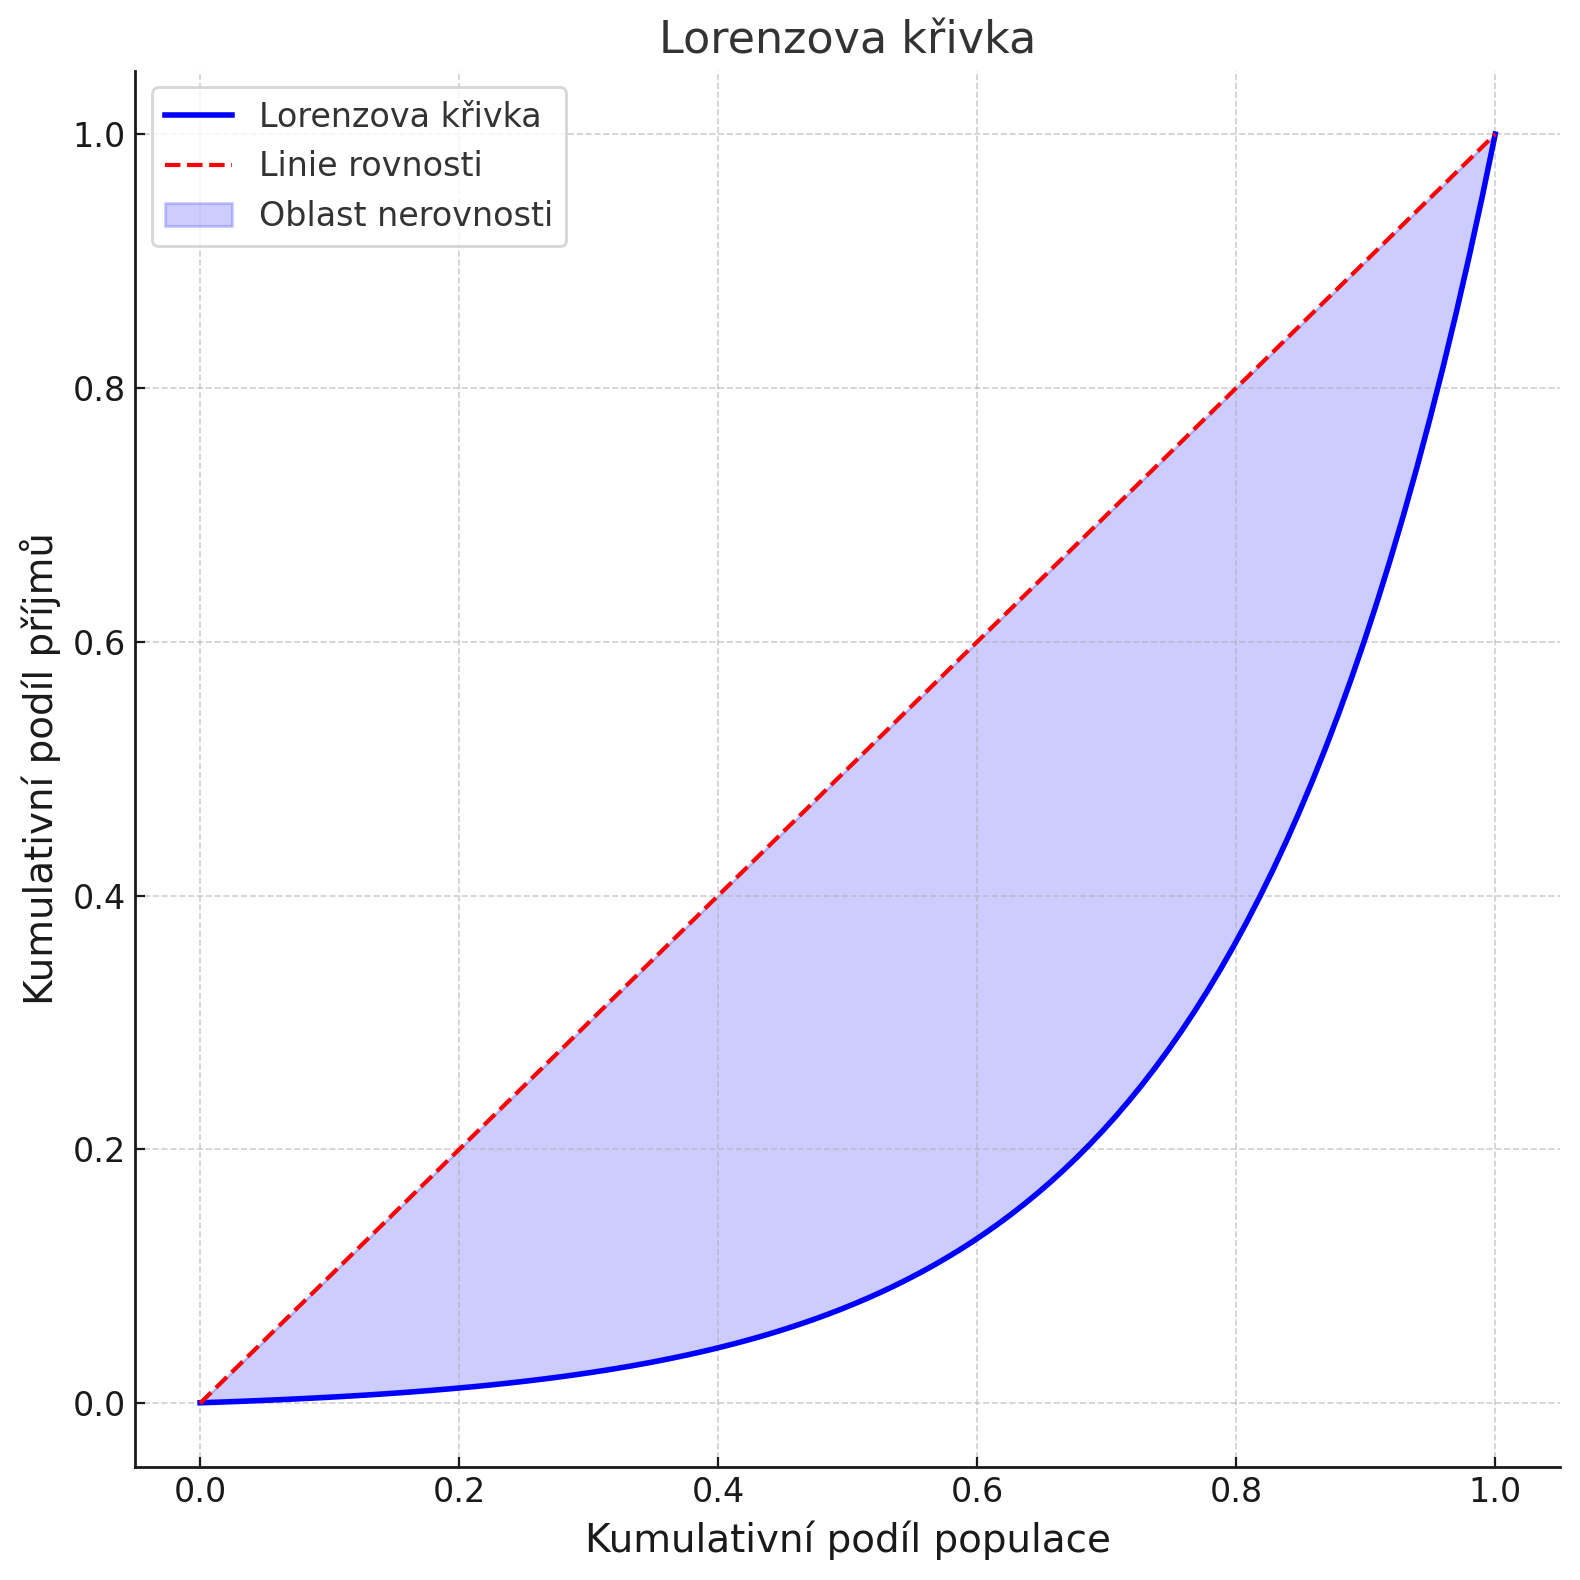 Lorenzova křivka
Lorenzova křivka
Linie rovnosti
Oblast nerovnosti
Kumulativní podíl příjmů
1.0
0.8
0.6
0.4
0.2
0.0
0.0 0.2 0.4 0.6 0.8 1.0
Kumulativní podíl populace